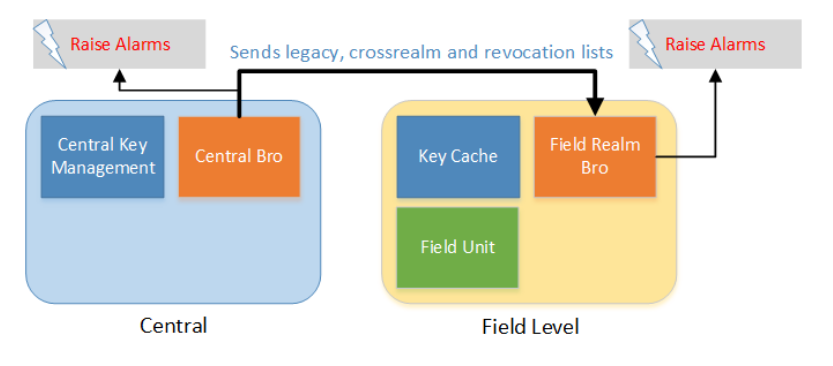 Raise Alarms
Raise Alarms
Sends legacy, crossrealm and revocation lists
Central Key
Management
Central Bro
Key Cache
Field Realm
Bro
Field Unit
Central
Field Level